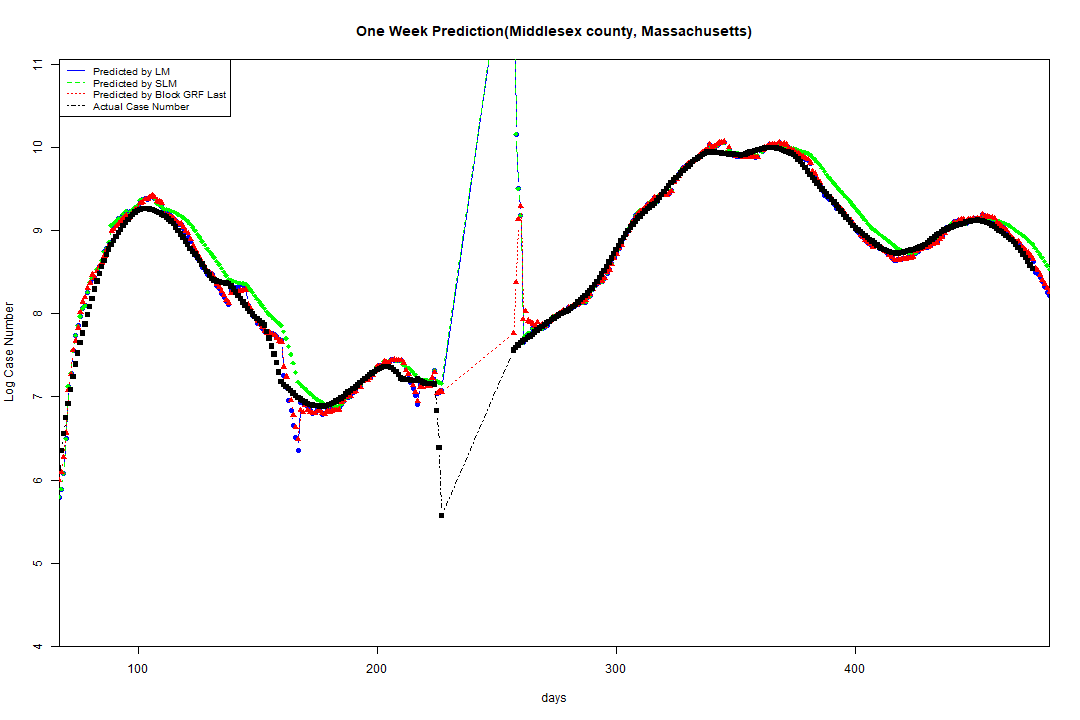 One Week Prediction(Middlesex county, Massachusetts)
11
10
9
8
7
6
5
4
Log Case Number
Predicted by LM
Predicted by SLM
Predicted by Block GRF Last
Actual Case Number
100
200
300
400
days